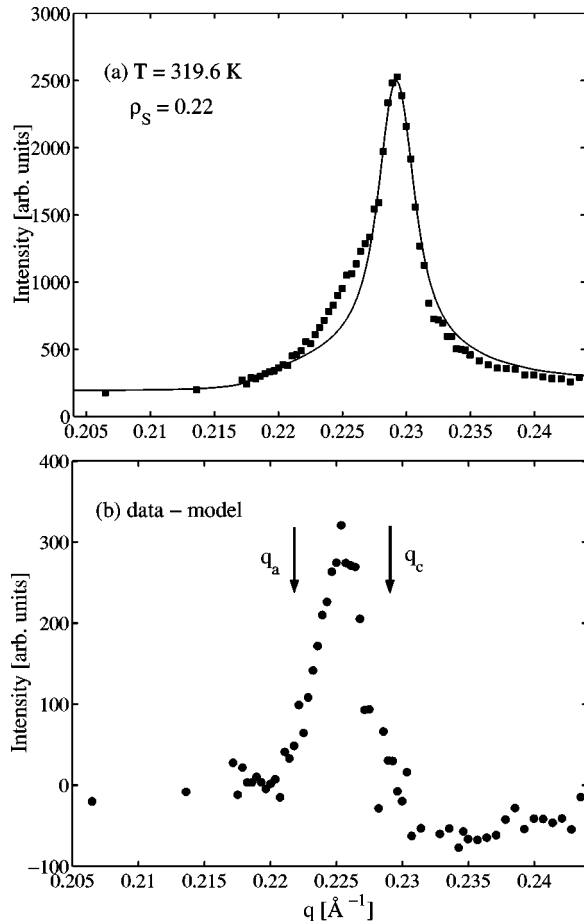 3000
2500
2000
1500
1000
500
0
Intensity [arb. units]
(a) T = 319.6 K
ρS = 0.22
0.205 0.21 0.215 0.22 0.225 0.23 0.235 0.24
400
300
200
100
0
−100
Intensity [arb. units]
(b) data − model
qa
qc
0.205 0.21 0.215 0.22 0.225 0.23 0.235 0.24
q [Å −1]